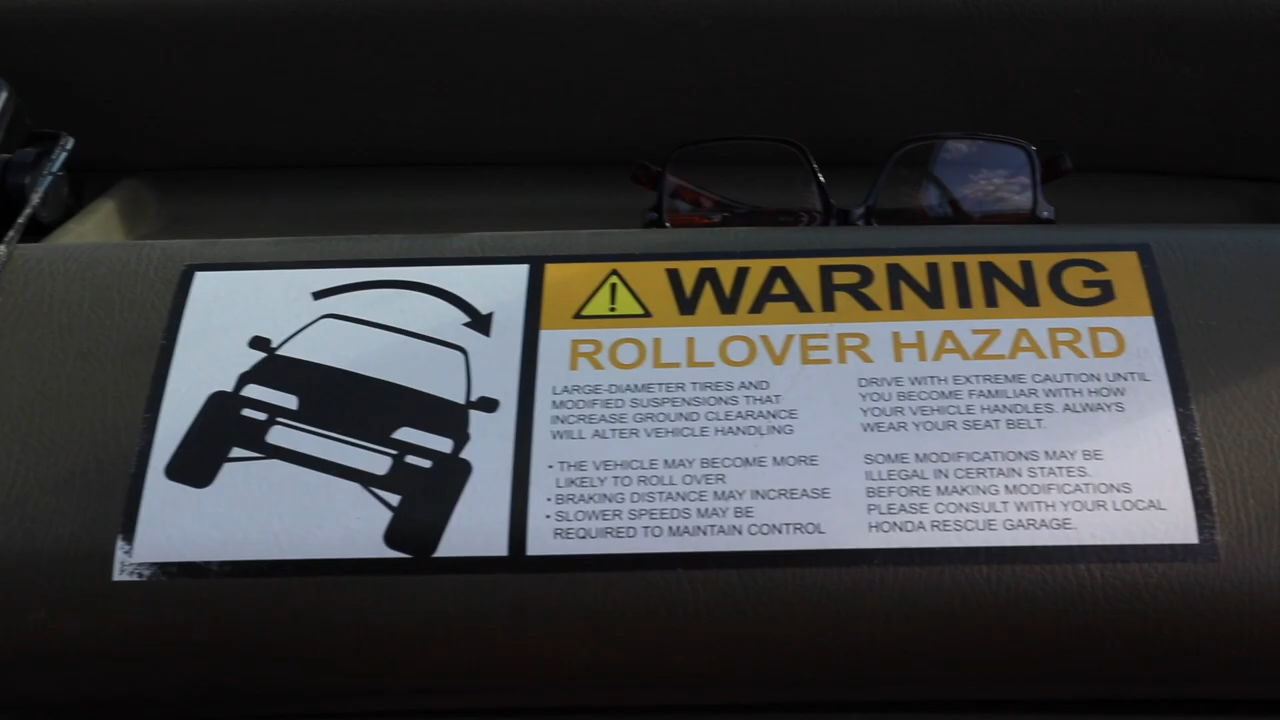 WARNING
ROLLOVER HAZARD
LARGE-DIAMETER TIRES AND
MODIFIED SUSPENSIONS THAT
INCREASE GROUND CLEARANCE
WILL ALTER VEHICLE HANDLING
• THE VEHICLE MAY BECOME MORE
LIKELY TO ROLL OVER
• BRAKING DISTANCE MAY INCREASE
• SLOWER SPEEDS MAY BE
REQUIRED TO MAINTAIN CONTROL
DRIVE WITH EXTREME CAUTION UNTIL
YOU BECOME FAMILIAR WITH HOW
YOUR VEHICLE HANDLES. ALWAYS
WEAR YOUR SEAT BELT.
SOME MODIFICATIONS MAY BE
ILLEGAL IN CERTAIN STATES.
BEFORE MAKING MODIFICATIONS
PLEASE CONSULT WITH YOUR LOCAL
HONDA RESCUE GARAGE.